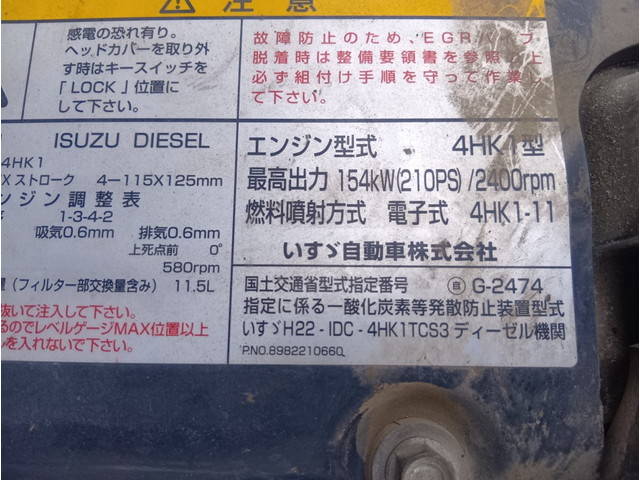 注意
感電の恐れ有り。
ヘッドカバーを取り外
す時はキースイッチを
「LOCK」位置に
して下さい。
故障防止のため、EGRパイプ
脱着時は整備要領書を参照の上
必ず組付け手順を守って作業し
て下さい。
ISUZU DIESEL
4HK1
Xストローク 4-115X125mm
ンジン調整表
1-3-4-2
吸気0.6mm 排気0.6mm
上死点前 0°
580rpm
(フィルター部交換量含み) 11.5L
抜いて注入して下さい。
るのでレベルゲージMAX位置以上
を入れないで下さい。
エンジン型式 4HK1型
最高出力 154kW(210PS)/2400rpm
燃料噴射方式 電子式 4HK1-11
いすゞ自動車株式会社
国土交通省型式指定番号 自 G-2474
指定に係る一酸化炭素等発散防止装置型式
いすゞH22-IDC-4HK1TCS3 ディーゼル機関
P.NO.8982210660